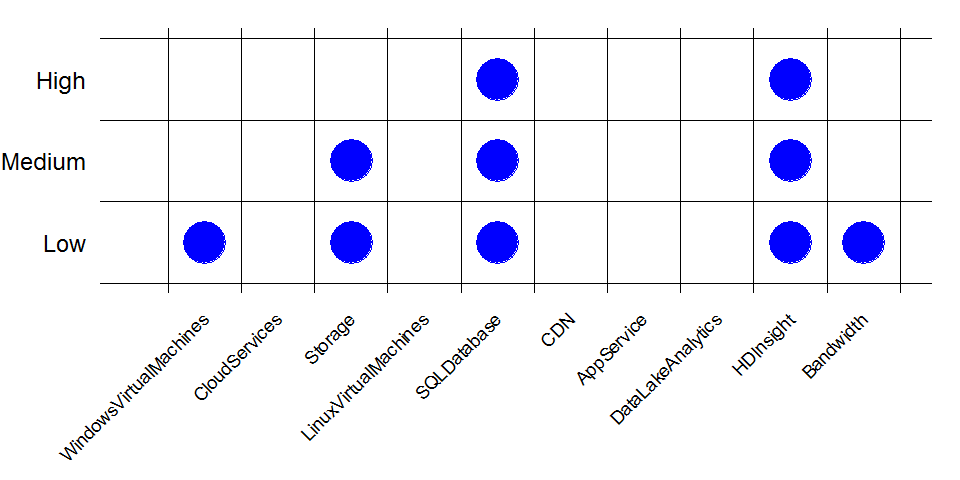 High
Medium
Low
WindowsVirtualMachines
CloudServices
Storage
LinuxVirtualMachines
SQLDatabase
CDN
AppService
DataLakeAnalytics
HDInsight
Bandwidth